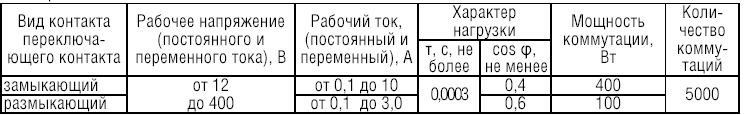 Вид контакта
переключа-
ющего контакта
Рабочее напряжение
(постоянного и
переменного тока), В
Рабочий ток,
(постоянный и
переменный), А
Характер
нагрузки
т, с, не
более
cos φ,
не менее
Мощность
коммутации,
Вт
Коли-
чество
комму-
таций
замыкающий
от 12
от 0,1 до 10
0,0003
0,4
400
5000
размыкающий
до 400
от 0,1 до 3,0
0,6
100